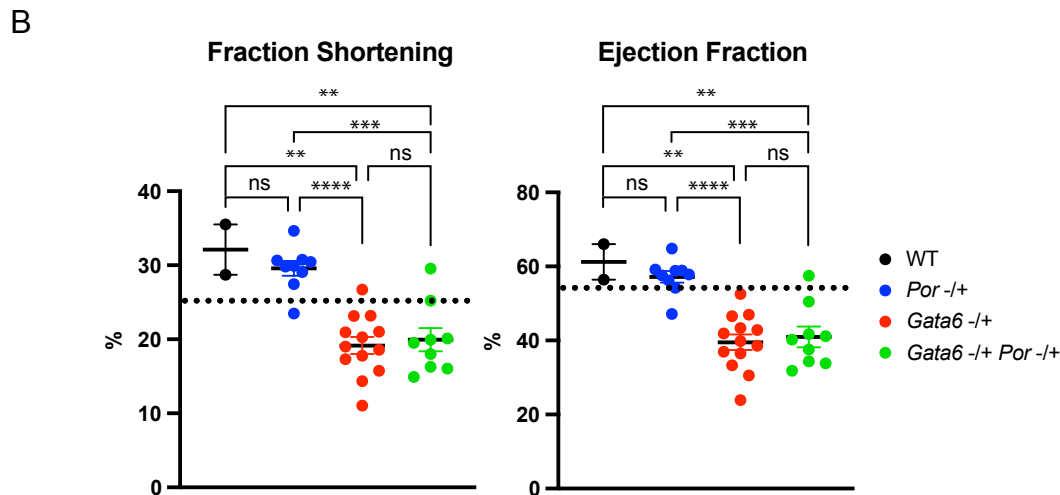 B
Fraction Shortening
**
***
**
ns
ns
****
40
30
20
10
0
%
Ejection Fraction
**
***
**
ns
ns
****
80
60
40
20
0
%
WT
Por -/+
Gata6 -/+
Gata6 -/+ Por -/+